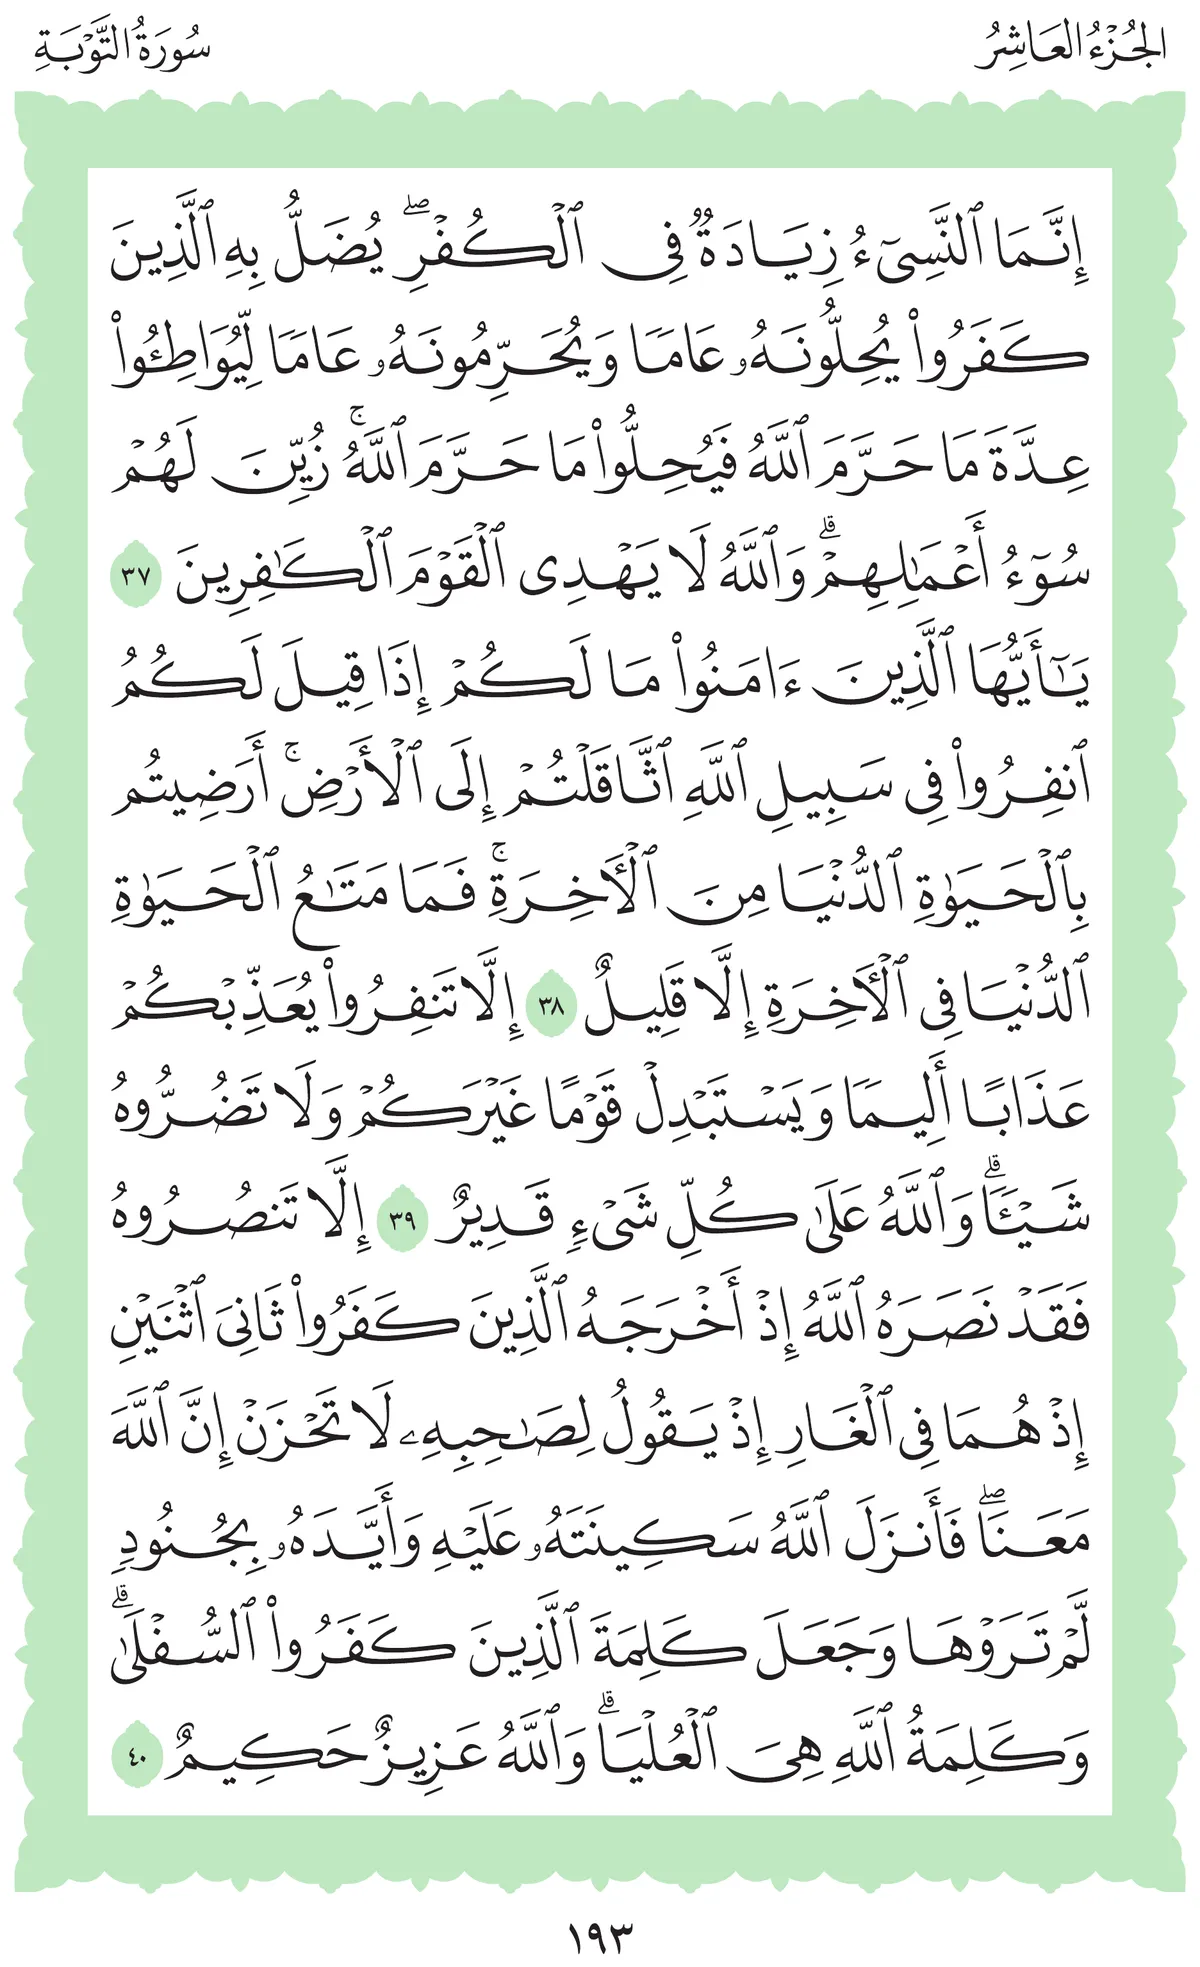 الجُزْءُ العَاشِرُ
سُورَةُ التَّوْبَةِ
إِنَّمَا ٱلنَّسِىٓءُ زِيَادَةٌ فِى ٱلْكُفْرِ ۖ يُضَلُّ بِهِ ٱلَّذِينَ
كَفَرُوا۟ يُحِلُّونَهُۥ عَامًا وَيُحَرِّمُونَهُۥ عَامًا لِّيُوَاطِـُٔوا۟
عِدَّةَ مَا حَرَّمَ ٱللَّهُ فَيُحِلُّوا۟ مَا حَرَّمَ ٱللَّهُ ۚ زُيِّنَ لَهُمْ
سُوٓءُ أَعْمَـٰلِهِمْ ۗ وَٱللَّهُ لَا يَهْدِى ٱلْقَوْمَ ٱلْكَـٰفِرِينَ ٣٧
يَـٰٓأَيُّهَا ٱلَّذِينَ ءَامَنُوا۟ مَا لَكُمْ إِذَا قِيلَ لَكُمُ
ٱنفِرُوا۟ فِى سَبِيلِ ٱللَّهِ ٱثَّاقَلْتُمْ إِلَى ٱلْأَرْضِ ۚ أَرَضِيتُم
بِٱلْحَيَوٰةِ ٱلدُّنْيَا مِنَ ٱلْـَٔاخِرَةِ ۚ فَمَا مَتَـٰعُ ٱلْحَيَوٰةِ
ٱلدُّنْيَا فِى ٱلْـَٔاخِرَةِ إِلَّا قَلِيلٌ ٣٨ إِلَّا تَنفِرُوا۟ يُعَذِّبْكُمْ
عَذَابًا أَلِيمًا وَيَسْتَبْدِلْ قَوْمًا غَيْرَكُمْ وَلَا تَضُرُّوهُ
شَيْـًٔا ۗ وَٱللَّهُ عَلَىٰ كُلِّ شَىْءٍ قَدِيرٌ ٣٩ إِلَّا تَنصُرُوهُ
فَقَدْ نَصَرَهُ ٱللَّهُ إِذْ أَخْرَجَهُ ٱلَّذِينَ كَفَرُوا۟ ثَانِىَ ٱثْنَيْنِ
إِذْ هُمَا فِى ٱلْغَارِ إِذْ يَقُولُ لِصَـٰحِبِهِۦ لَا تَحْزَنْ إِنَّ ٱللَّهَ
مَعَنَا ۖ فَأَنزَلَ ٱللَّهُ سَكِينَتَهُۥ عَلَيْهِ وَأَيَّدَهُۥ بِجُنُودٍ
لَّمْ تَرَوْهَا وَجَعَلَ كَلِمَةَ ٱلَّذِينَ كَفَرُوا۟ ٱلسُّفْلَىٰ ۗ
وَكَلِمَةُ ٱللَّهِ هِىَ ٱلْعُلْيَا ۗ وَٱللَّهُ عَزِيزٌ حَكِيمٌ ٤٠
١٩٣